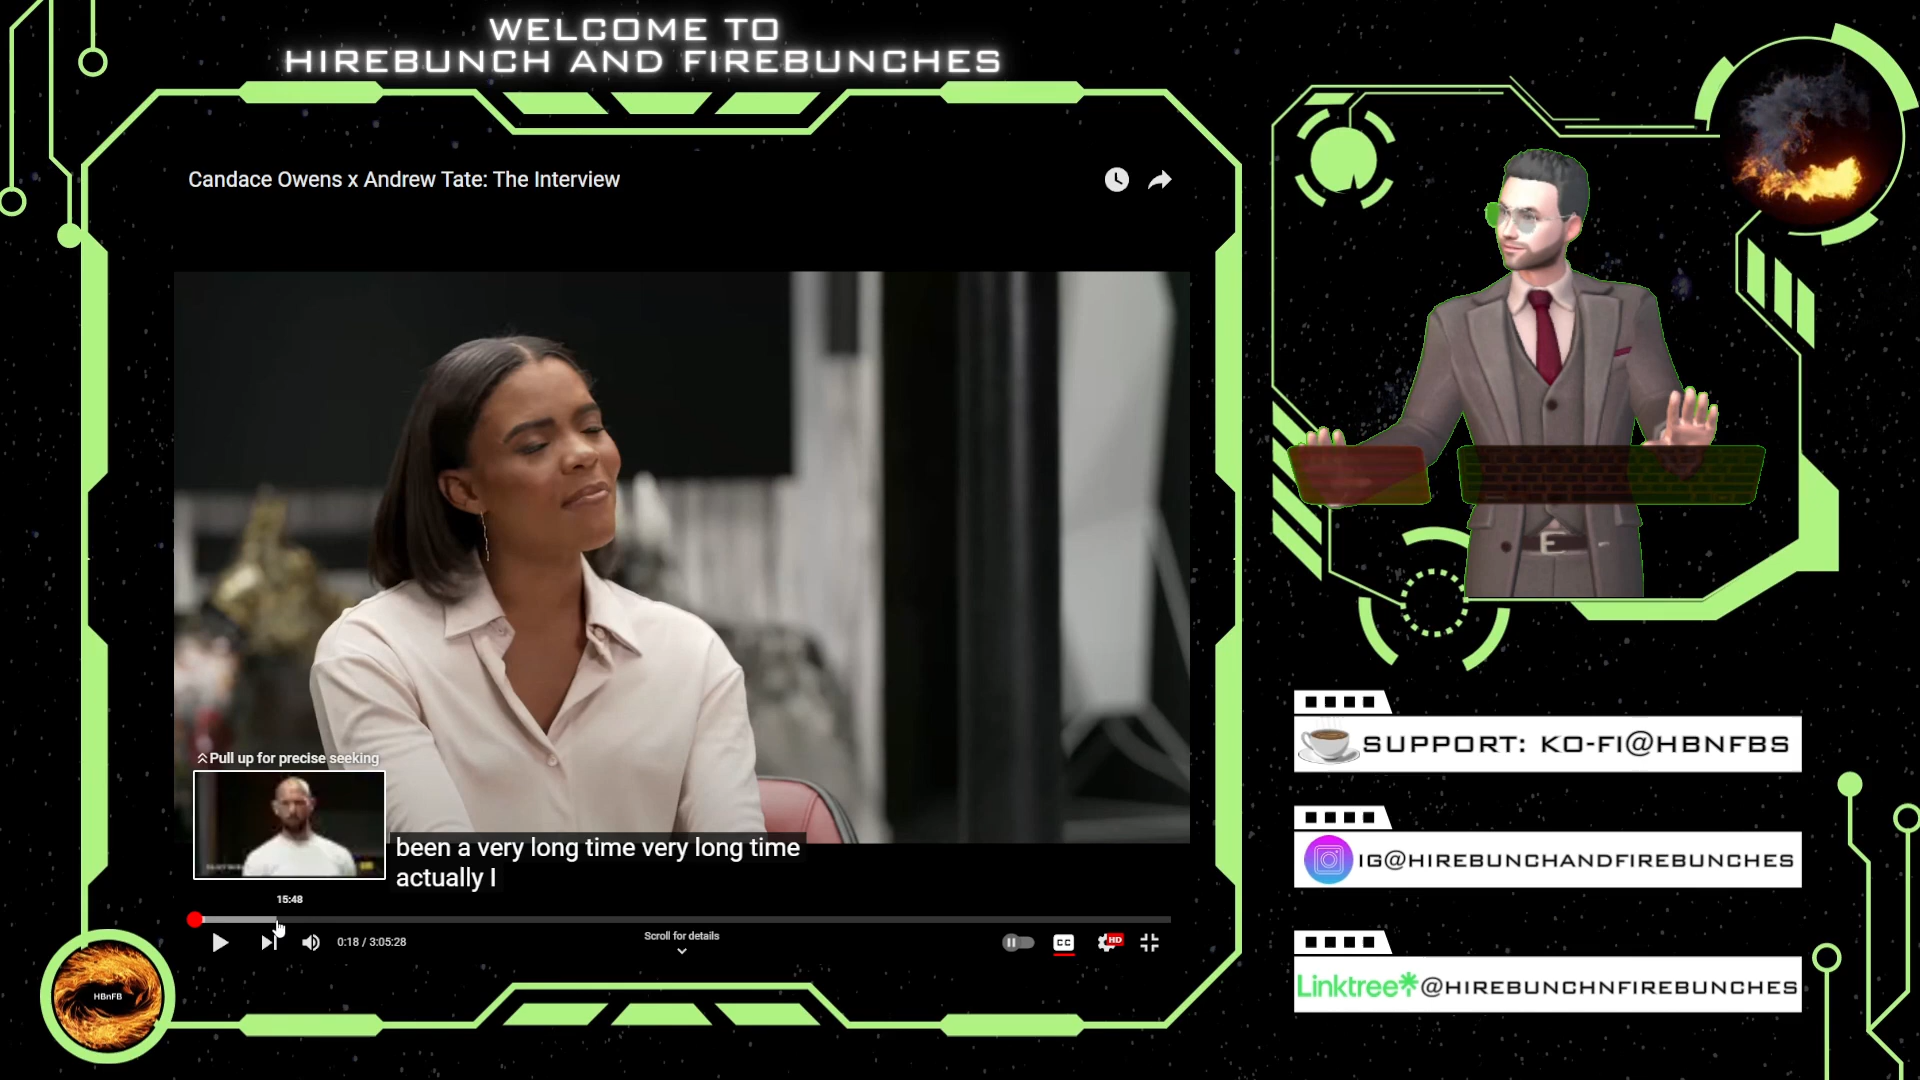 WELCOME TO
HIREBUNCH AND FIREBUNCHES
Candace Owens x Andrew Tate: The Interview
Pull up for precise seeking
been a very long time very long time
actually I
15:48
0:18 / 3:05:28
Scroll for details
CC
HD
HBnFB
SUPPORT: KO-FI@HBNFBS
IG@HIREBUNCHANDFIREBUNCHES
Linktree @HIREBUNCHNFIREBUNCHES